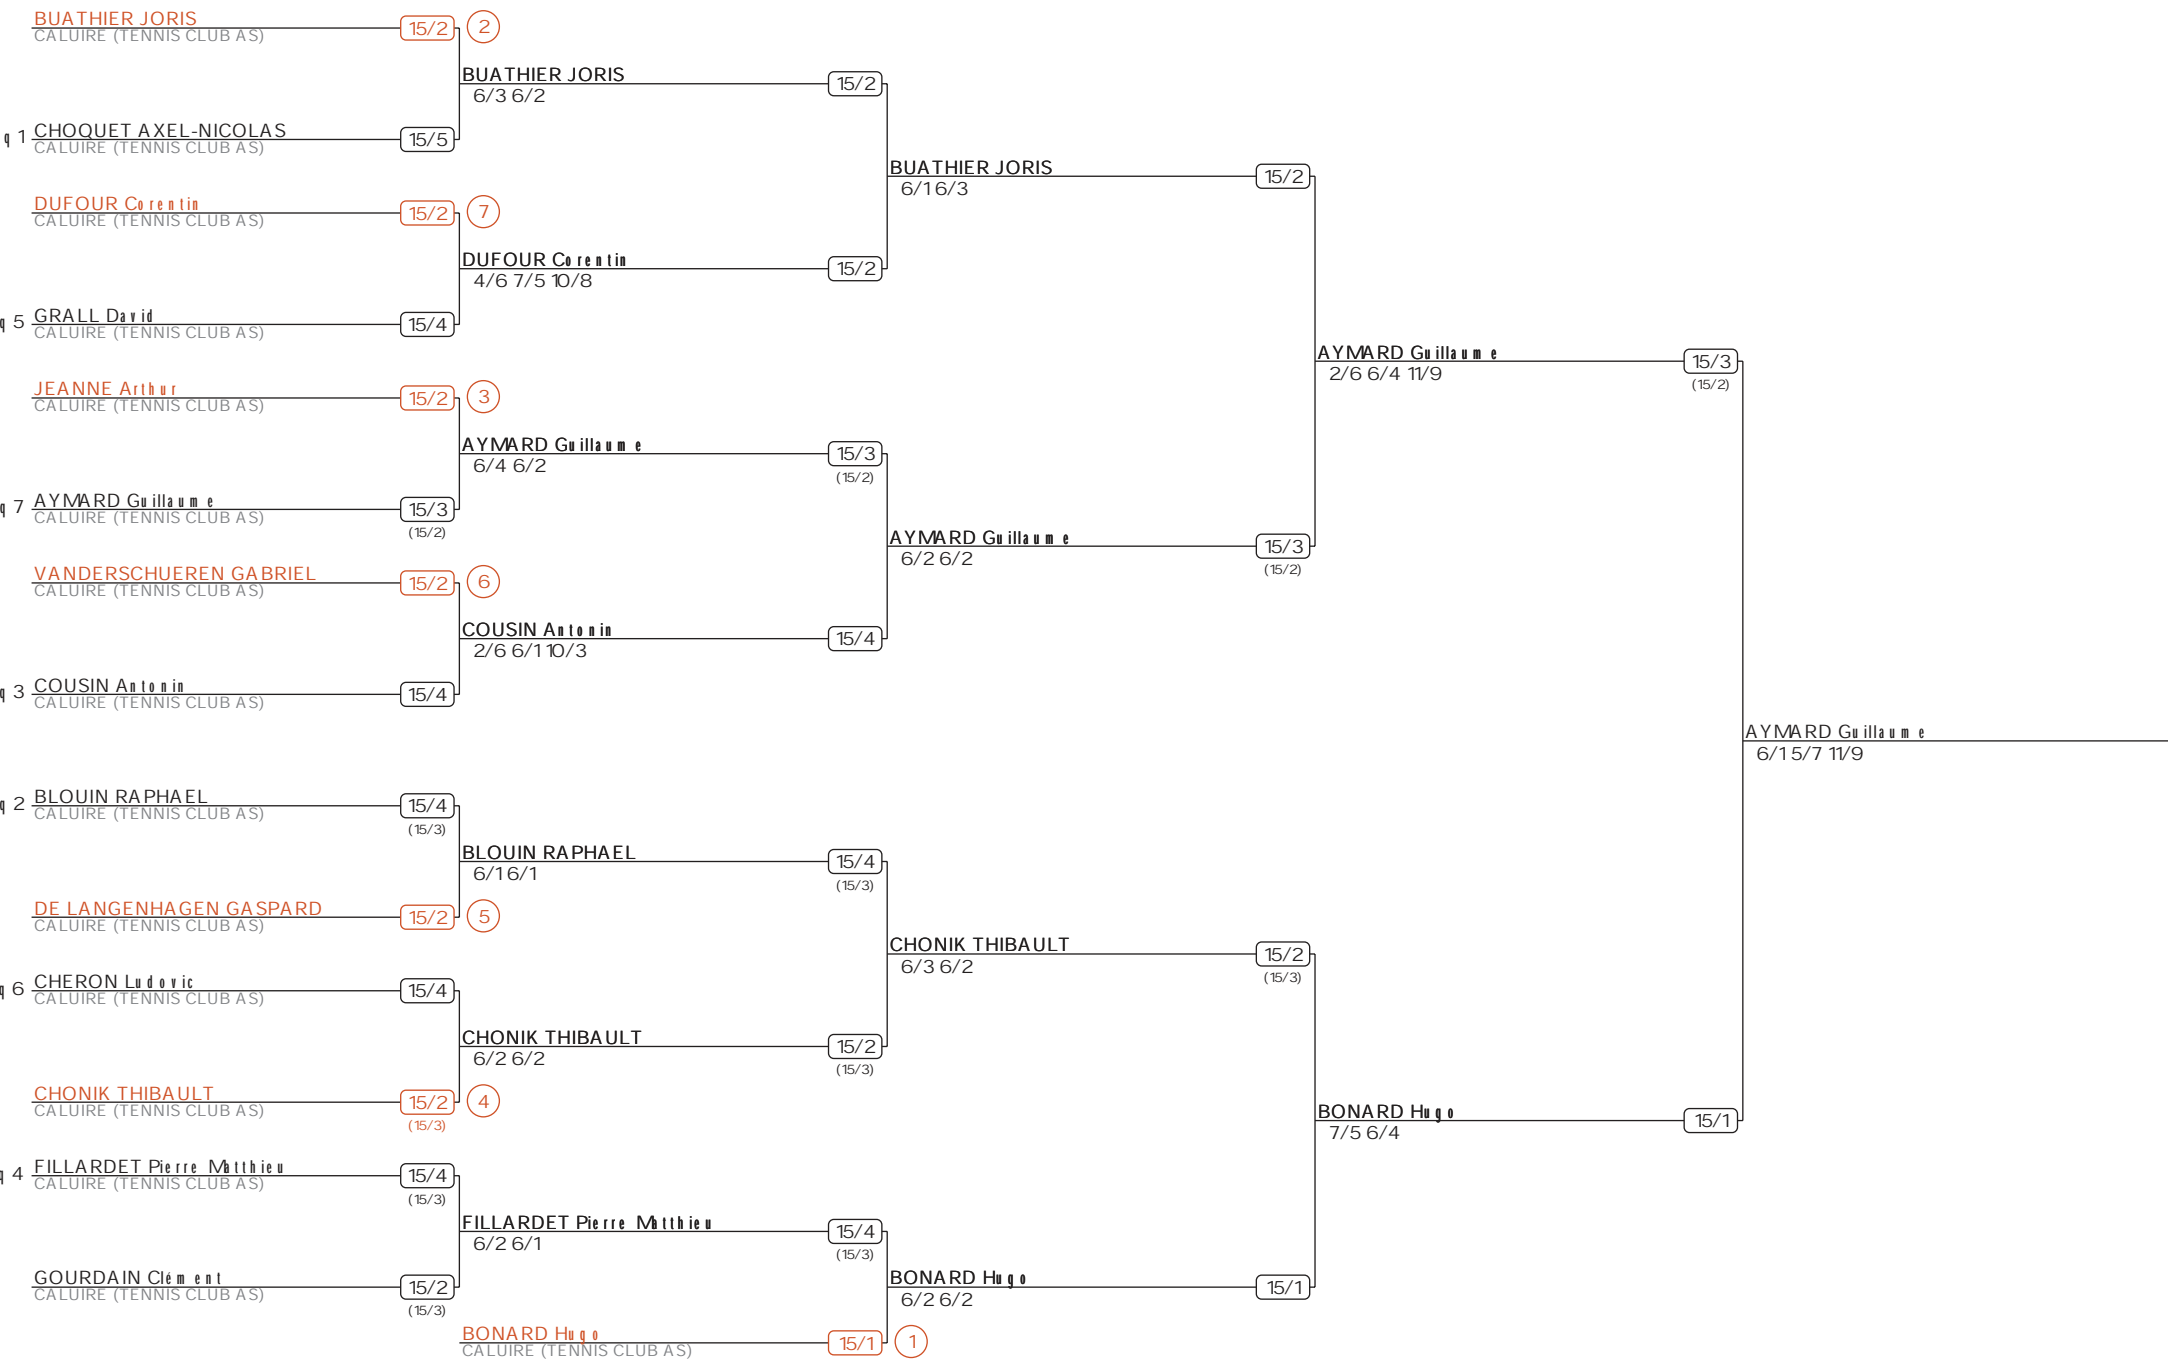 BUATHIER JORIS 15/2 2
CALUIRE (TENNIS CLUB AS)
BUATHIER JORIS 15/2
6/3 6/2
q 1 CHOQUET AXEL-NICOLAS 15/5
CALUIRE (TENNIS CLUB AS)
BUATHIER JORIS 15/2
6/1 6/3
DUFOUR Corentin 15/2 7
CALUIRE (TENNIS CLUB AS)
DUFOUR Corentin 15/2
4/6 7/5 10/8
q 5 GRALL David 15/4
CALUIRE (TENNIS CLUB AS)
AYMARD Guillaume 15/3
2/6 6/4 11/9 (15/2)
JEANNE Arthur 15/2 3
CALUIRE (TENNIS CLUB AS)
AYMARD Guillaume 15/3
6/4 6/2 (15/2)
q 7 AYMARD Guillaume 15/3
CALUIRE (TENNIS CLUB AS)
(15/2)
AYMARD Guillaume 15/3
6/2 6/2 (15/2)
VANDERSCHUEREN GABRIEL 15/2 6
CALUIRE (TENNIS CLUB AS)
COUSIN Antonin 15/4
2/6 6/1 10/3
q 3 COUSIN Antonin 15/4
CALUIRE (TENNIS CLUB AS)
AYMARD Guillaume
6/1 5/7 11/9
q 2 BLOUIN RAPHAEL 15/4
CALUIRE (TENNIS CLUB AS)
(15/3)
BLOUIN RAPHAEL 15/4
6/1 6/1 (15/3)
DE LANGENHAGEN GASPARD 15/2 5
CALUIRE (TENNIS CLUB AS)
CHONIK THIBAULT 15/2
6/3 6/2 (15/3)
q 6 CHERON Ludovic 15/4
CALUIRE (TENNIS CLUB AS)
CHONIK THIBAULT 15/2
6/2 6/2 (15/3)
CHONIK THIBAULT 15/2 4
CALUIRE (TENNIS CLUB AS)
(15/3)
BONARD Hugo 15/1
7/5 6/4
q 4 FILLARDET Pierre Matthieu 15/4
CALUIRE (TENNIS CLUB AS)
(15/3)
FILLARDET Pierre Matthieu 15/4
6/2 6/1 (15/3)
GOURDAIN Clément 15/2
CALUIRE (TENNIS CLUB AS)
(15/3)
BONARD Hugo 15/1
6/2 6/2
BONARD Hugo 15/1 1
CALUIRE (TENNIS CLUB AS)